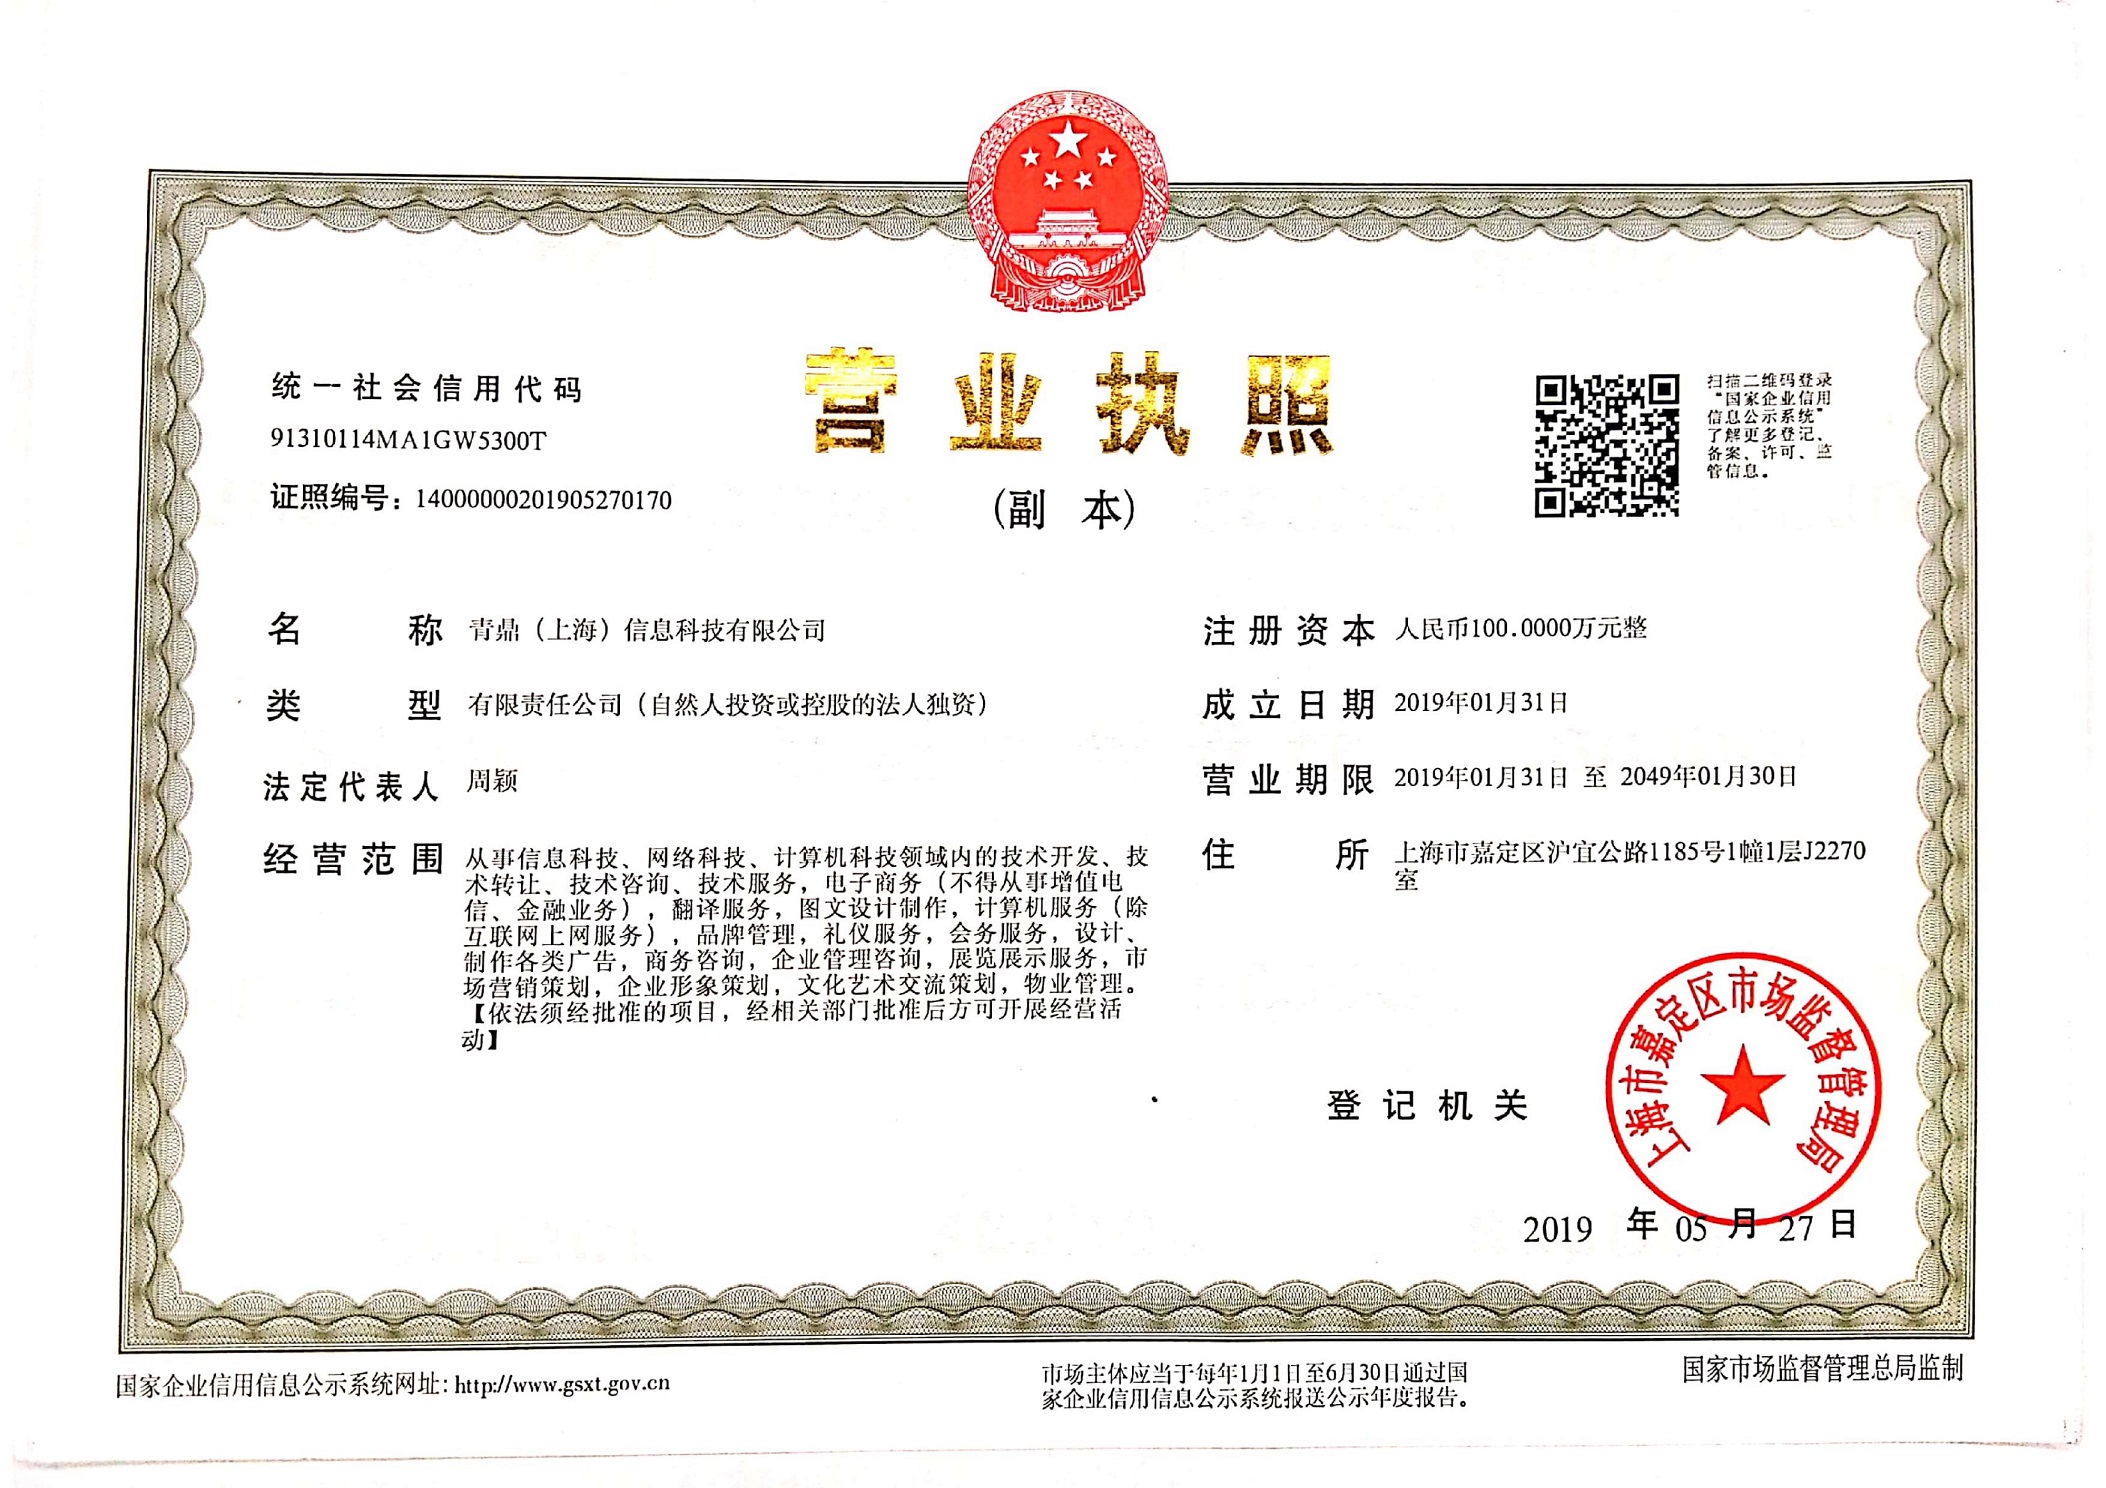 营业执照
（副 本）
统一社会信用代码
91310114MA1GW5300T
证照编号：14000000201905270170
扫描二维码登录
“国家企业信用
信息公示系统”
了解更多登记、
备案、许可、监
管信息。
名 称 青鼎（上海）信息科技有限公司
类 型 有限责任公司（自然人投资或控股的法人独资）
法定代表人 周颖
经营范围 从事信息科技、网络科技、计算机科技领域内的技术开发、技
术转让、技术咨询、技术服务，电子商务（不得从事增值电
信、金融业务），翻译服务，图文设计制作，计算机服务（除
互联网上网服务），品牌管理，礼仪服务，会务服务，设计、
制作各类广告，商务咨询，企业管理咨询，展览展示服务，市
场营销策划，企业形象策划，文化艺术交流策划，物业管理。
【依法须经批准的项目，经相关部门批准后方可开展经营活
动】
注册资本 人民币100.0000万元整
成立日期 2019年01月31日
营业期限 2019年01月31日 至 2049年01月30日
住 所 上海市嘉定区沪宜公路1185号1幢1层J2270
室
登记机关
上海市嘉定区市场监督管理局
2019 年 05 月 27 日
国家企业信用信息公示系统网址：http://www.gsxt.gov.cn
市场主体应当于每年1月1日至6月30日通过国
家企业信用信息公示系统报送公示年度报告。
国家市场监督管理总局监制